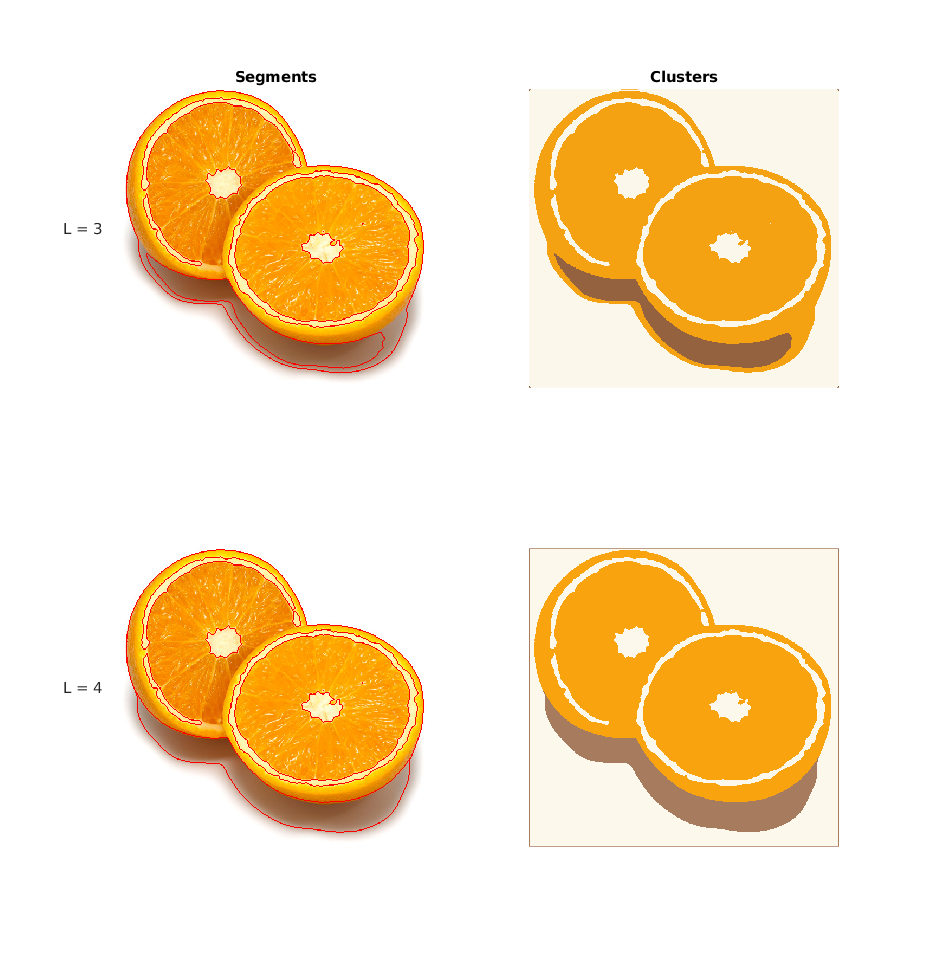 Segments Clusters
L = 3
L = 4